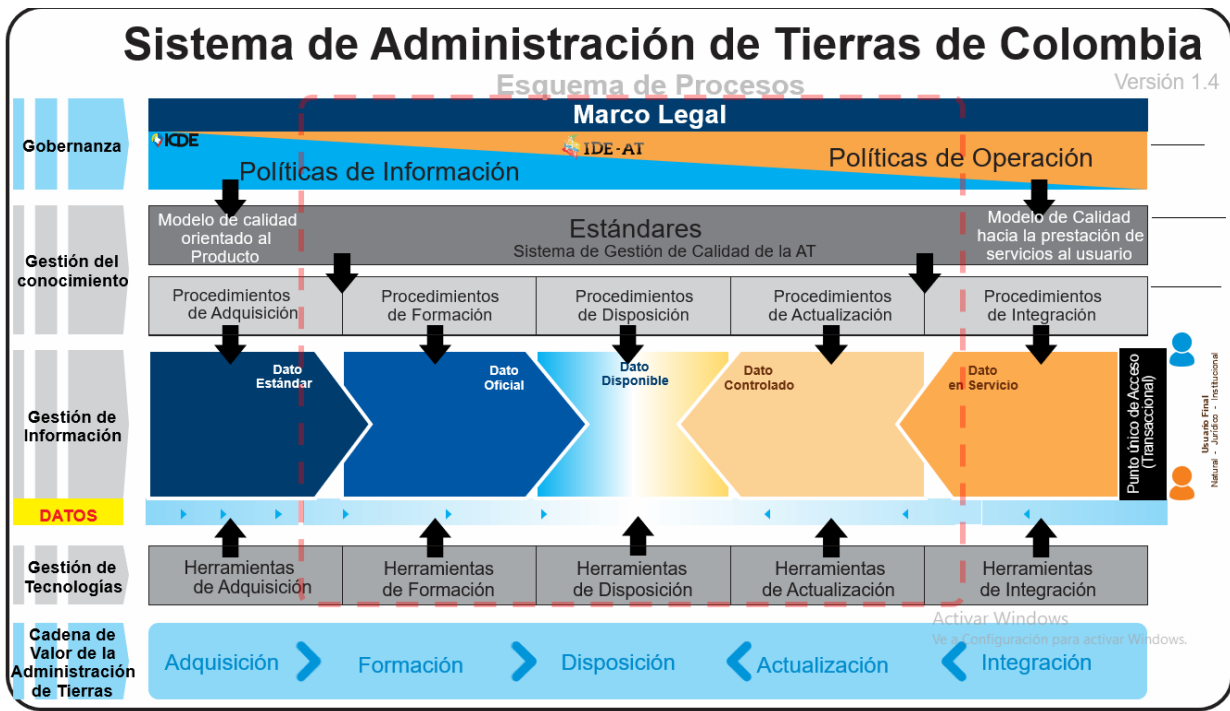 Sistema de Administración de Tierras de Colombia
Esquema de Procesos
Versión 1.4
Gobernanza
Marco Legal
ICDE
IDE-AT
Políticas de Información
Políticas de Operación
Gestión del
conocimiento
Modelo de calidad
orientado al
Producto
Estándares
Sistema de Gestión de Calidad de la AT
Modelo de Calidad
hacia la prestación de
servicios al usuario
Procedimientos
de Adquisición
Procedimientos
de Formación
Procedimientos
de Disposición
Procedimientos
de Actualización
Procedimientos
de Integración
Gestión de
Información
Dato
Estándar
Dato
Oficial
Dato
Disponible
Dato
Controlado
Dato
en Servicio
Punto único de Acceso
(Transaccional)
Usuario Final
Natural - Jurídico - Institucional
DATOS
Gestión de
Tecnologías
Herramientas
de Adquisición
Herramientas
de Formación
Herramientas
de Disposición
Herramientas
de Actualización
Herramientas
de Integración
Activar Windows
Ve a Configuración para activar Windows.
Cadena de
Valor de la
Administración
de Tierras
Adquisición
Formación
Disposición
Actualización
Integración